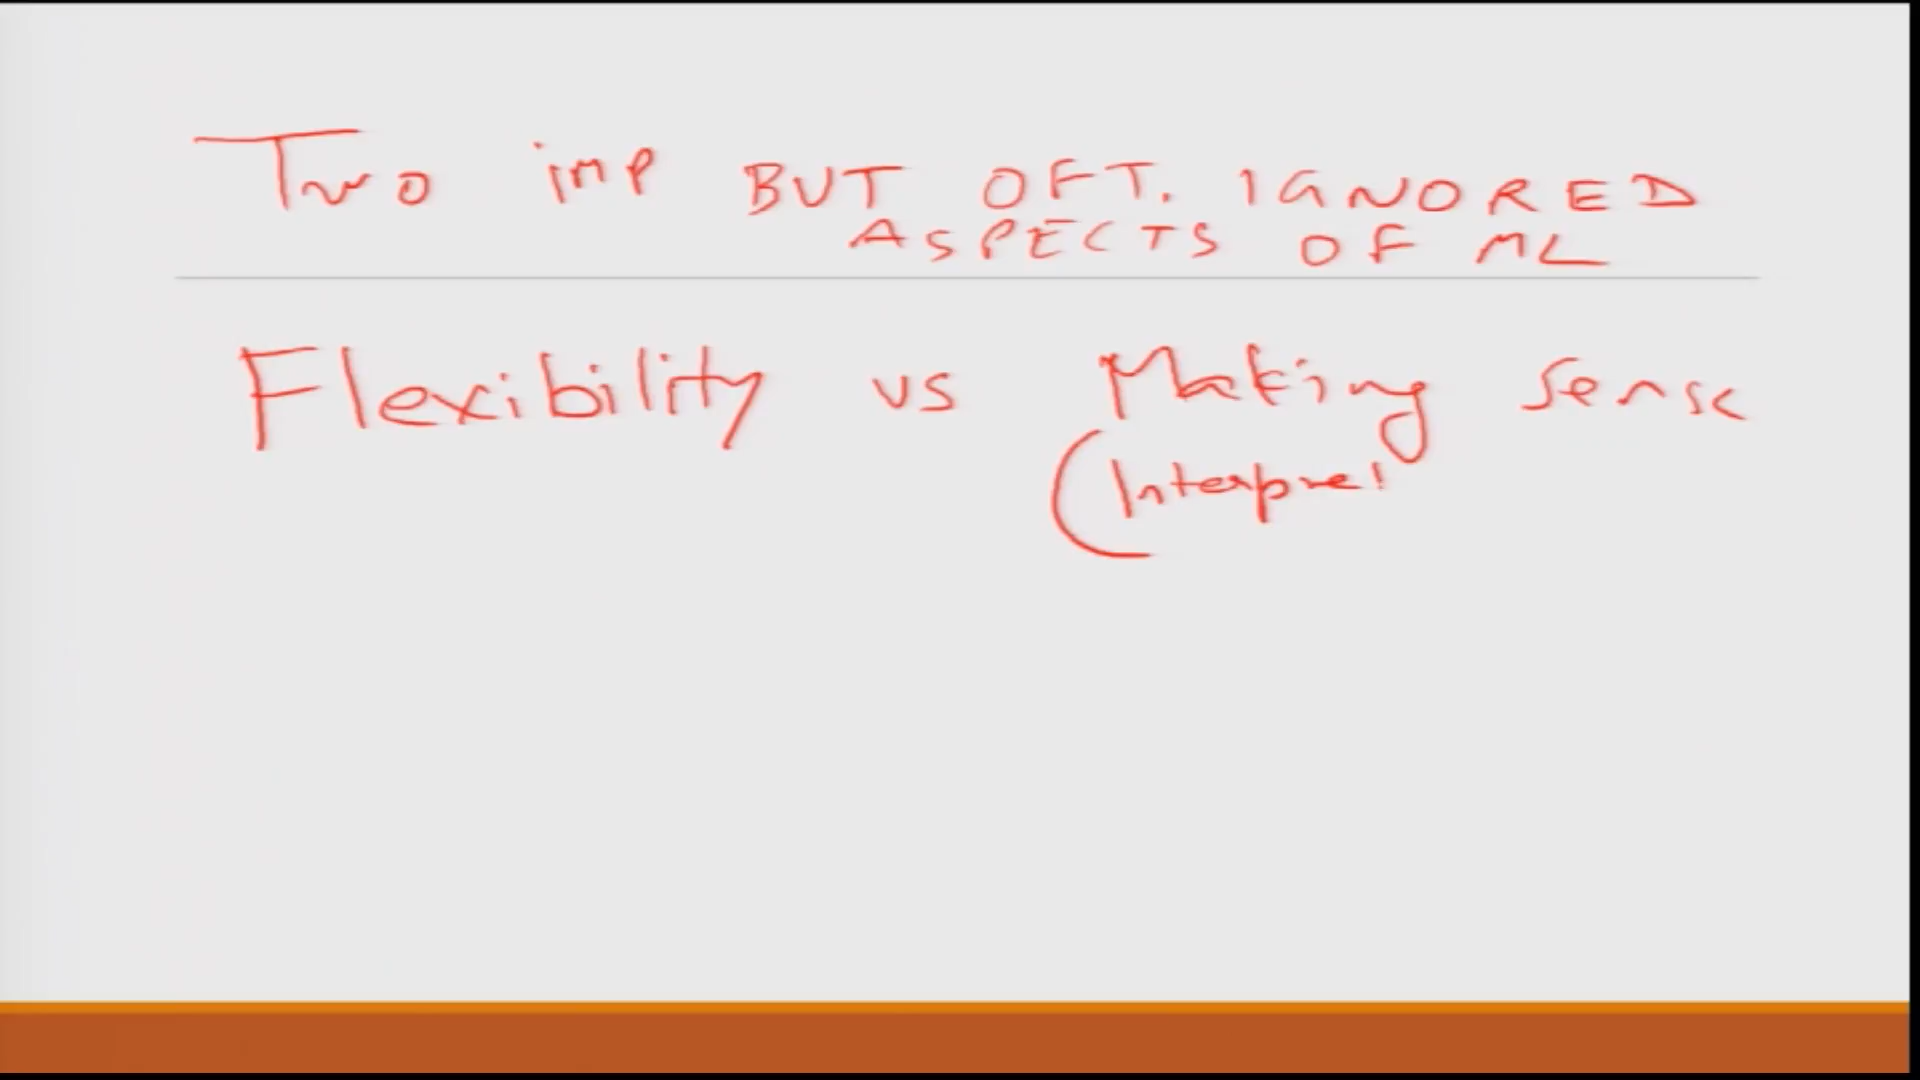 Two imp BUT OFT. IGNORED
ASPECTS OF ML
Flexibility vs Making sense
(Interpret